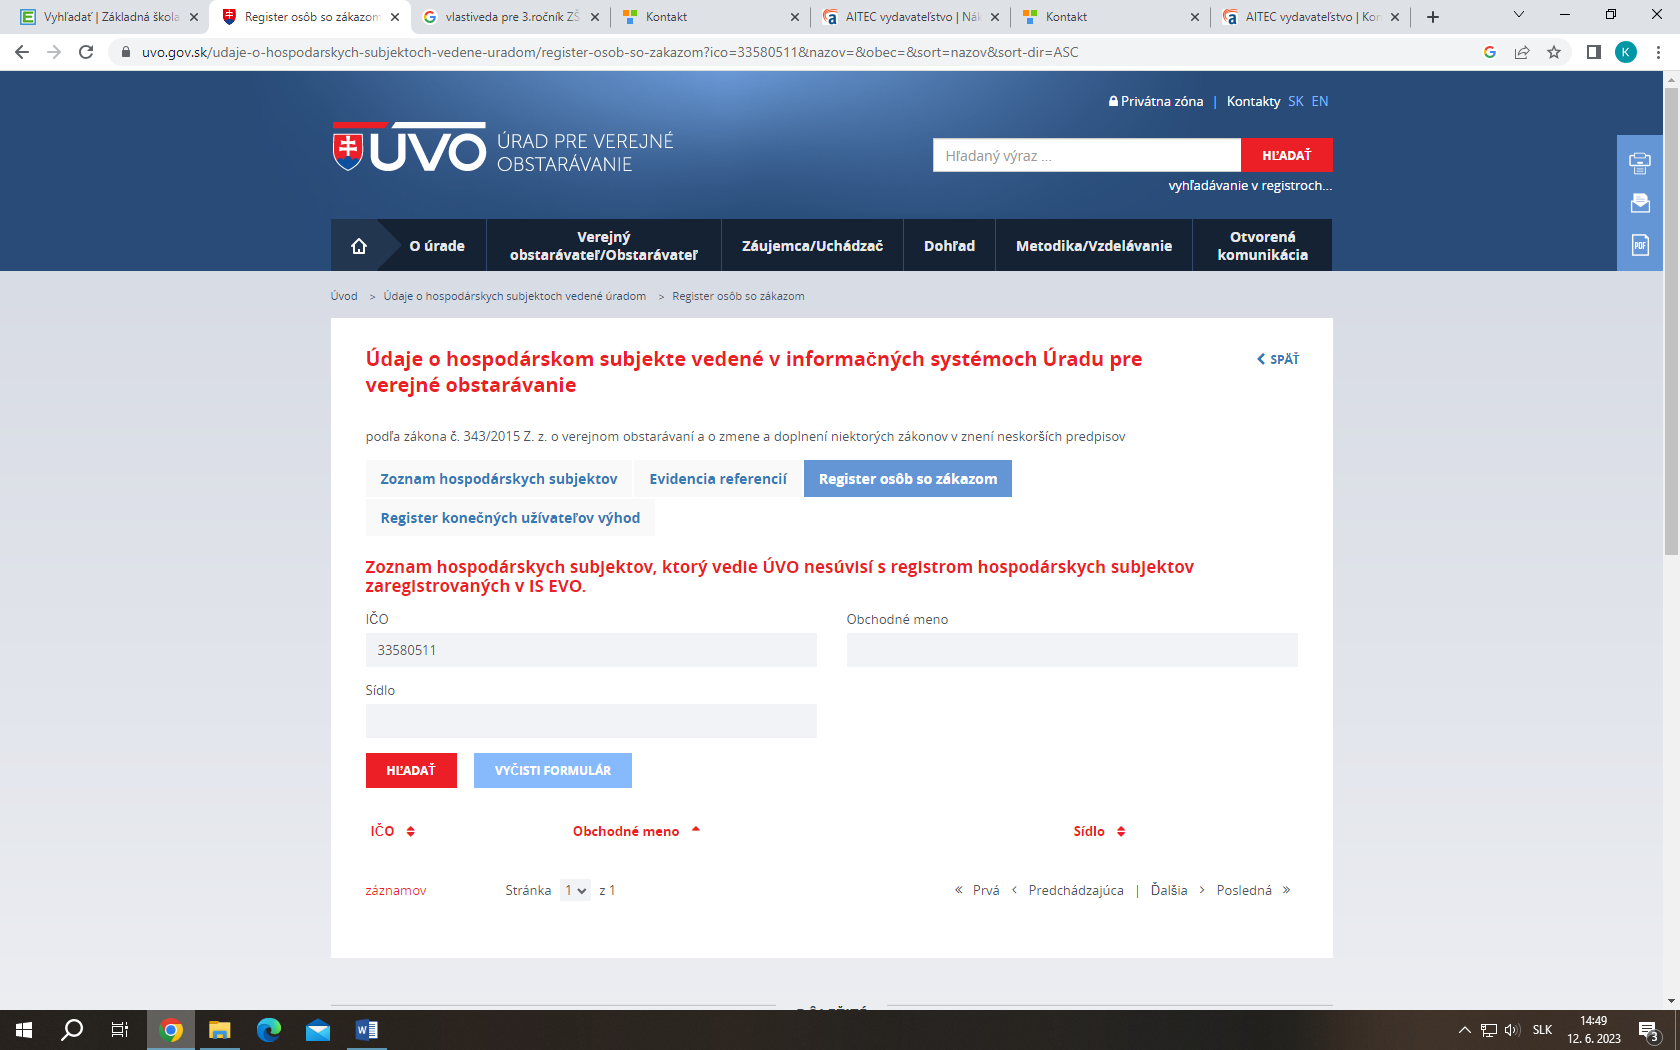 Vyhľadať | Základná škola
Register osôb so zákazom
vlastiveda pre 3.ročník ZŠ
Kontakt
AITEC vydavateľstvo | Nák
Kontakt
AITEC vydavateľstvo | Kon
uvo.gov.sk/udaje-o-hospodarskych-subjektoch-vedene-uradom/register-osob-so-zakazom?ico=33580511&nazov=&obec=&sort=nazov&sort-dir=ASC
K
Privátna zóna | Kontakty SK EN
ÚVO ÚRAD PRE VEREJNÉ
OBSTARÁVANIE
Hľadaný výraz ... HĽADAŤ
vyhľadávanie v registroch...
PDF
O úrade
Verejný
obstarávateľ/Obstarávateľ
Záujemca/Uchádzač
Dohľad
Metodika/Vzdelávanie
Otvorená
komunikácia
Úvod > Údaje o hospodárskych subjektoch vedené úradom > Register osôb so zákazom
Údaje o hospodárskom subjekte vedené v informačných systémoch Úradu pre
verejné obstarávanie
SPÄŤ
podľa zákona č. 343/2015 Z. z. o verejnom obstarávaní a o zmene a doplnení niektorých zákonov v znení neskorších predpisov
Zoznam hospodárskych subjektov Evidencia referencií Register osôb so zákazom
Register konečných užívateľov výhod
Zoznam hospodárskych subjektov, ktorý vedie ÚVO nesúvisí s registrom hospodárskych subjektov
zaregistrovaných v IS EVO.
IČO Obchodné meno
33580511
Sídlo
HĽADAŤ VYČISTI FORMULÁR
IČO Obchodné meno Sídlo
záznamov Stránka 1 z 1 « Prvá ‹ Predchádzajúca | Ďalšia › Posledná »
SLK
14:49
12. 6. 2023
3